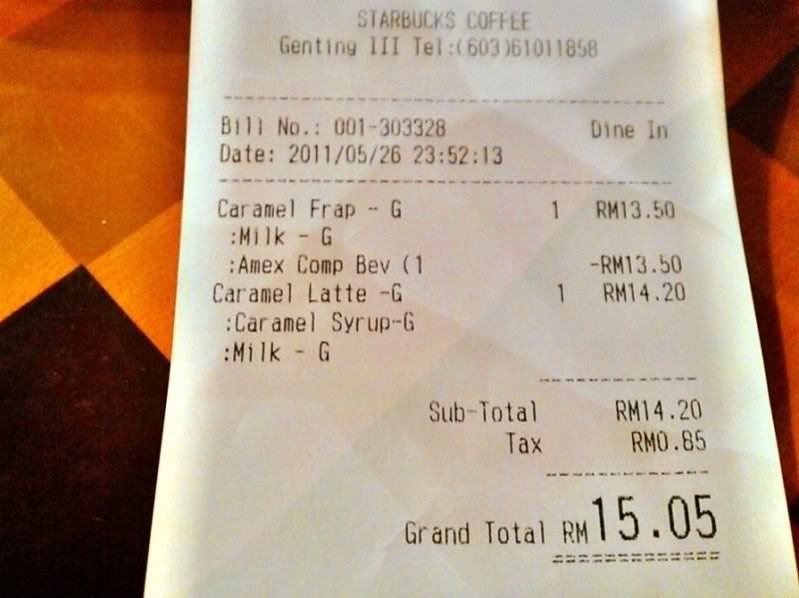 STARBUCKS COFFEE
Genting III Tel:(603)61011858
Bill No.: 001-303328 Dine In
Date: 2011/05/26 23:52:13
Caramel Frap - G 1 RM13.50
:Milk - G
:Amex Comp Bev (1 -RM13.50
Caramel Latte -G 1 RM14.20
:Caramel Syrup-G
:Milk - G
Sub-Total RM14.20
Tax RM0.85
Grand Total RM15.05